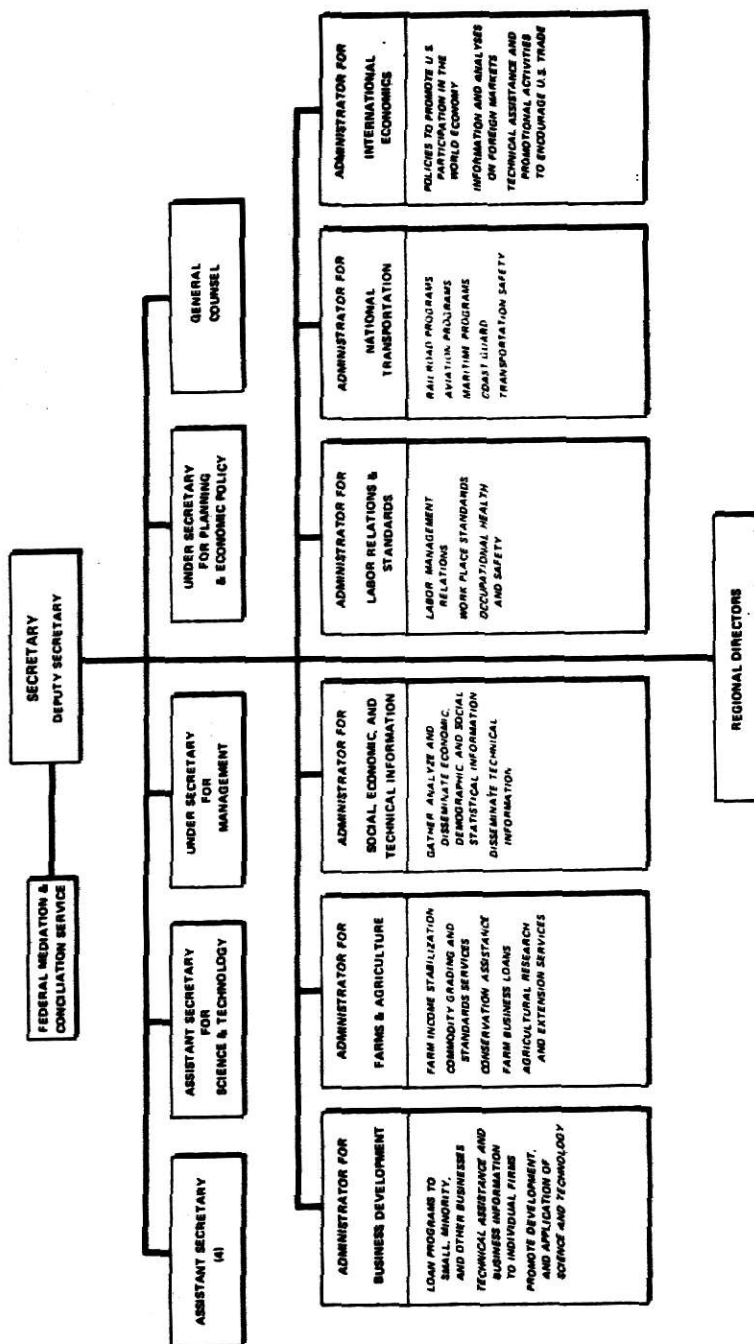 SECRETARY
DEPUTY SECRETARY
FEDERAL MEDIATION &
CONCILIATION SERVICE
ASSISTANT SECRETARY
(4)
ASSISTANT SECRETARY
FOR
SCIENCE & TECHNOLOGY
UNDER SECRETARY
FOR
MANAGEMENT
UNDER SECRETARY
FOR PLANNING
& ECONOMIC POLICY
GENERAL
COUNSEL
ADMINISTRATOR FOR
BUSINESS DEVELOPMENT
LOAN PROGRAMS TO
SMALL, MINORITY,
AND OTHER BUSINESSES
TECHNICAL ASSISTANCE AND
BUSINESS INFORMATION
TO INDIVIDUAL FIRMS
PROMOTE DEVELOPMENT,
AND APPLICATION OF
SCIENCE AND TECHNOLOGY
ADMINISTRATOR FOR
FARMS & AGRICULTURE
FARM INCOME STABILIZATION
COMMODITY GRADING AND
STANDARDS SERVICES
CONSERVATION ASSISTANCE
FARM BUSINESS LOANS
AGRICULTURAL RESEARCH
AND EXTENSION SERVICES
ADMINISTRATOR FOR
SOCIAL, ECONOMIC, AND
TECHNICAL INFORMATION
GATHER ANALYZE AND
DISSEMINATE ECONOMIC,
DEMOGRAPHIC, AND SOCIAL
STATISTICAL INFORMATION
DISSEMINATE TECHNICAL
INFORMATION
ADMINISTRATOR FOR
LABOR RELATIONS &
STANDARDS
LABOR MANAGEMENT
RELATIONS
WORK PLACE STANDARDS
OCCUPATIONAL HEALTH
AND SAFETY
ADMINISTRATOR FOR
NATIONAL
TRANSPORTATION
RAILROAD PROGRAMS
AVIATION PROGRAMS
MARITIME PROGRAMS
COAST GUARD
TRANSPORTATION SAFETY
ADMINISTRATOR FOR
INTERNATIONAL
ECONOMICS
POLICIES TO PROMOTE U.S.
PARTICIPATION IN THE
WORLD ECONOMY
INFORMATION AND ANALYSES
ON FOREIGN MARKETS
TECHNICAL ASSISTANCE AND
PROMOTIONAL ACTIVITIES
TO ENCOURAGE U.S. TRADE
REGIONAL DIRECTORS